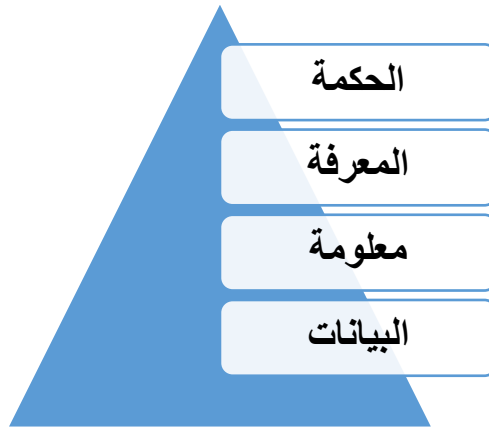 الحكمة
المعرفة
معلومة
البيانات